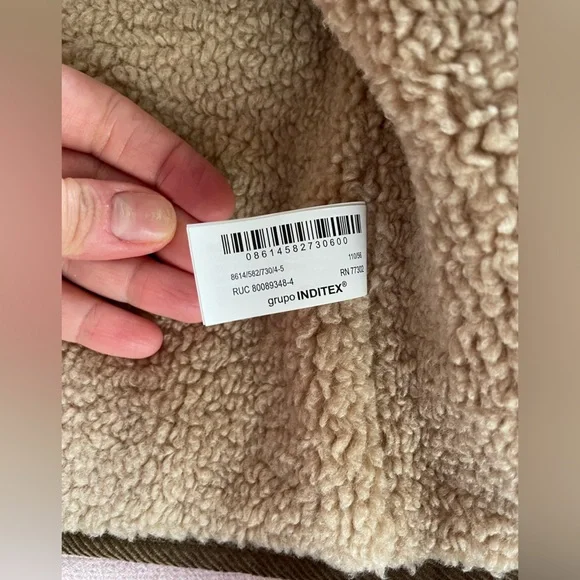 08614582730600
8614/582/730/4-5
110/56
RUC 80089348-4
RN 77302
grupo INDITEX®